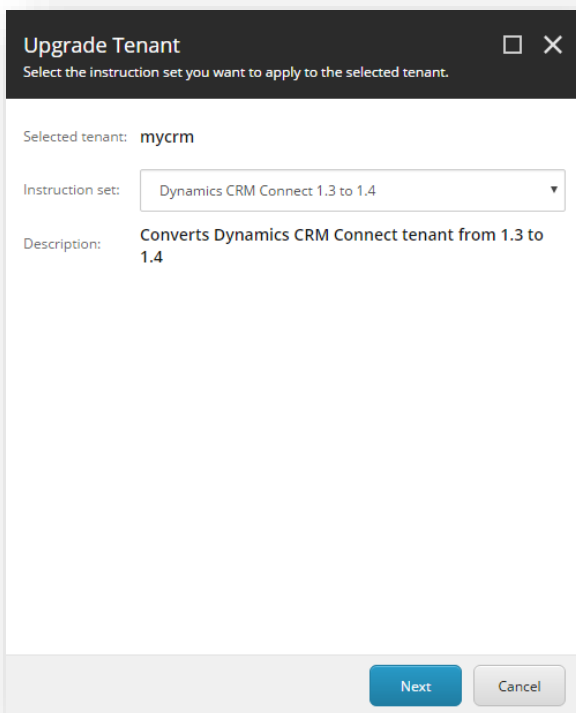 Upgrade Tenant
Select the instruction set you want to apply to the selected tenant.
Selected tenant: mycrm
Instruction set: Dynamics CRM Connect 1.3 to 1.4
Description: Converts Dynamics CRM Connect tenant from 1.3 to
1.4
Next Cancel